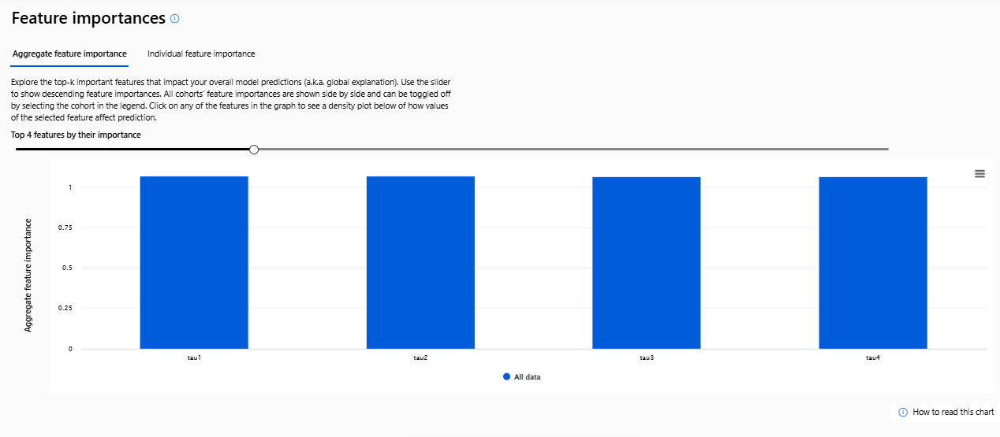 Feature importances
Aggregate feature importance
Individual feature importance
Explore the top-k important features that impact your overall model predictions (a.k.a. global explanation). Use the slider
to show descending feature importances. All cohorts' feature importances are shown side by side and can be toggled off
by selecting the cohort in the legend. Click on any of the features in the graph to see a density plot below of how values
of the selected feature affect prediction.
Top 4 features by their importance
Aggregate feature importance
1
0.75
0.5
0.25
0
tau1
tau2
tau3
tau4
All data
How to read this chart